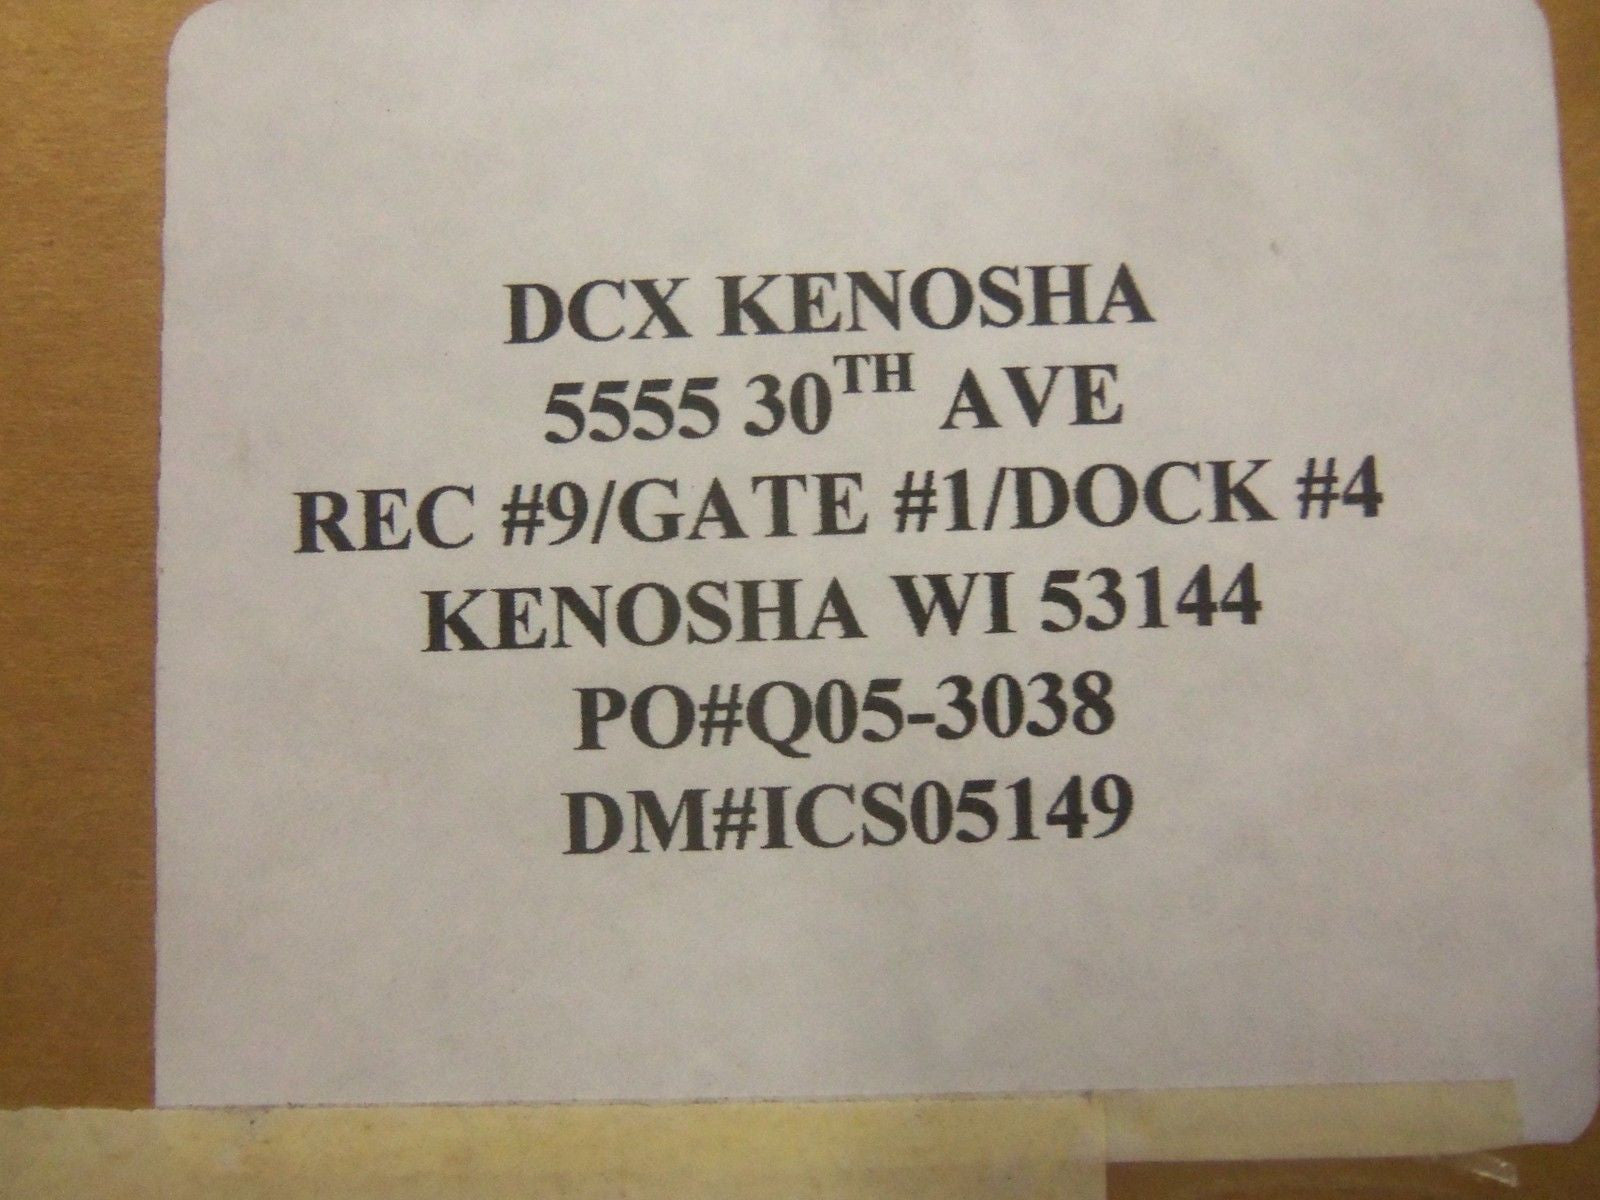 DCX KENOSHA
5555 30TH AVE
REC #9/GATE #1/DOCK #4
KENOSHA WI 53144
PO#Q05-3038
DM#ICS05149